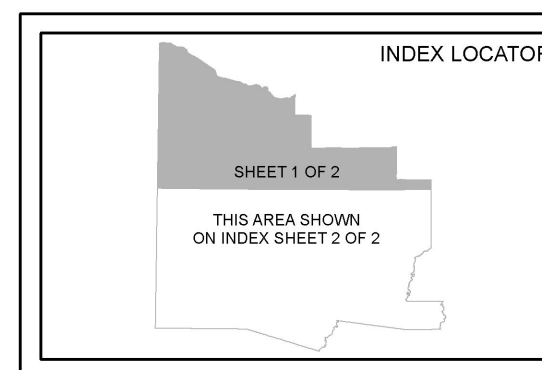 INDEX LOCATOR
SHEET 1 OF 2
THIS AREA SHOWN
ON INDEX SHEET 2 OF 2